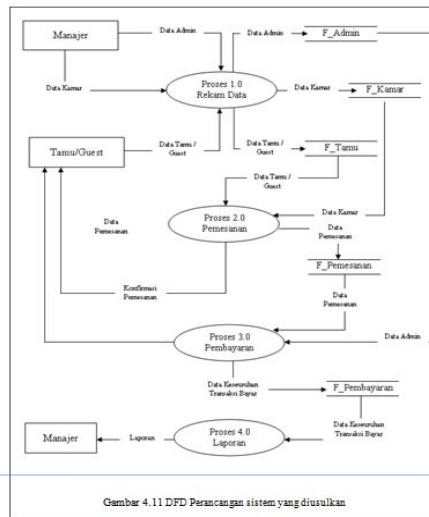 Manajer
Data Admin
Data Admin
F_Admin
Data Kamar
Proses 1.0
Rekam Data
Data Kamar
F_Kamar
Tamu/Guest
Data Tamu /
Guest
Data Tamu /
Guest
F_Tamu
Data Tamu /
Guest
Proses 2.0
Pemesanan
Data Kamar
Data
Pemesanan
Data
Pemesanan
F_Pemesanan
Konfirmasi
Pemesanan
Data
Pemesanan
Proses 3.0
Pembayaran
Data Admin
Data Keseluruhan
Transaksi Bayar
F_Pembayaran
Manajer
Laporan
Proses 4.0
Laporan
Data Keseluruhan
Transaksi Bayar
Gambar 4.11 DFD Perancangan sistem yang diusulkan